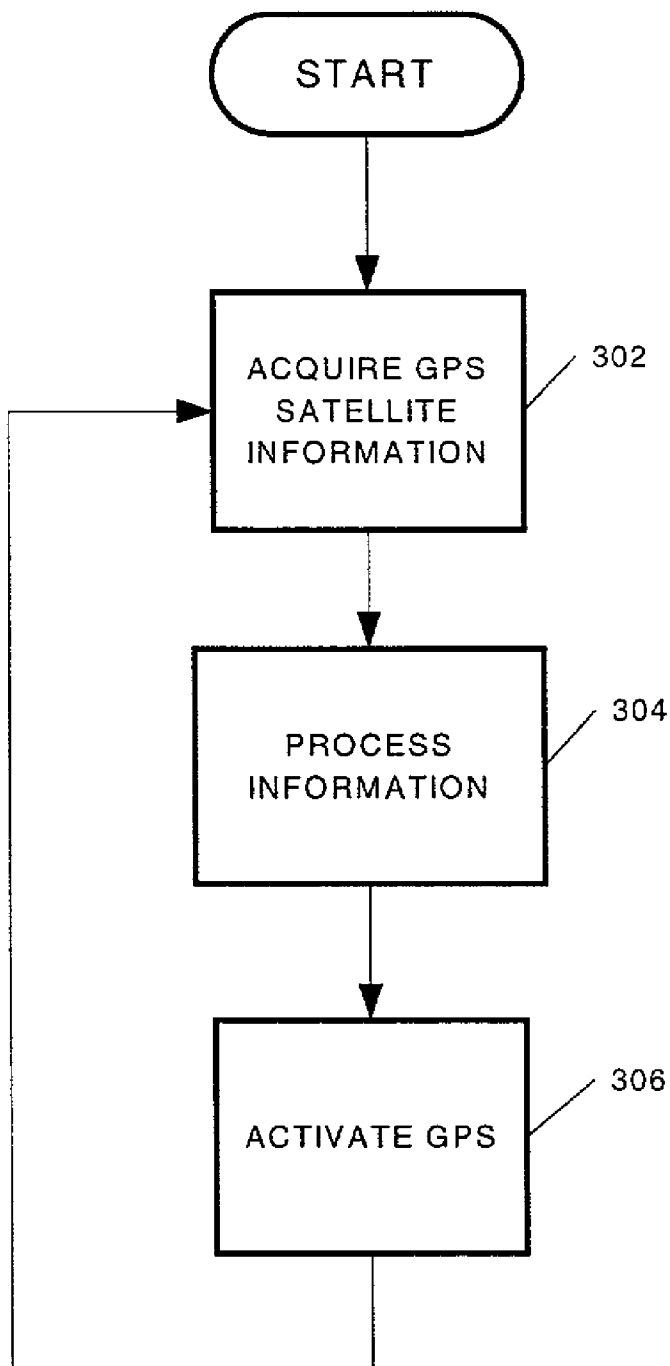 START
ACQUIRE GPS
SATELLITE
INFORMATION
302
PROCESS
INFORMATION
304
ACTIVATE GPS
306